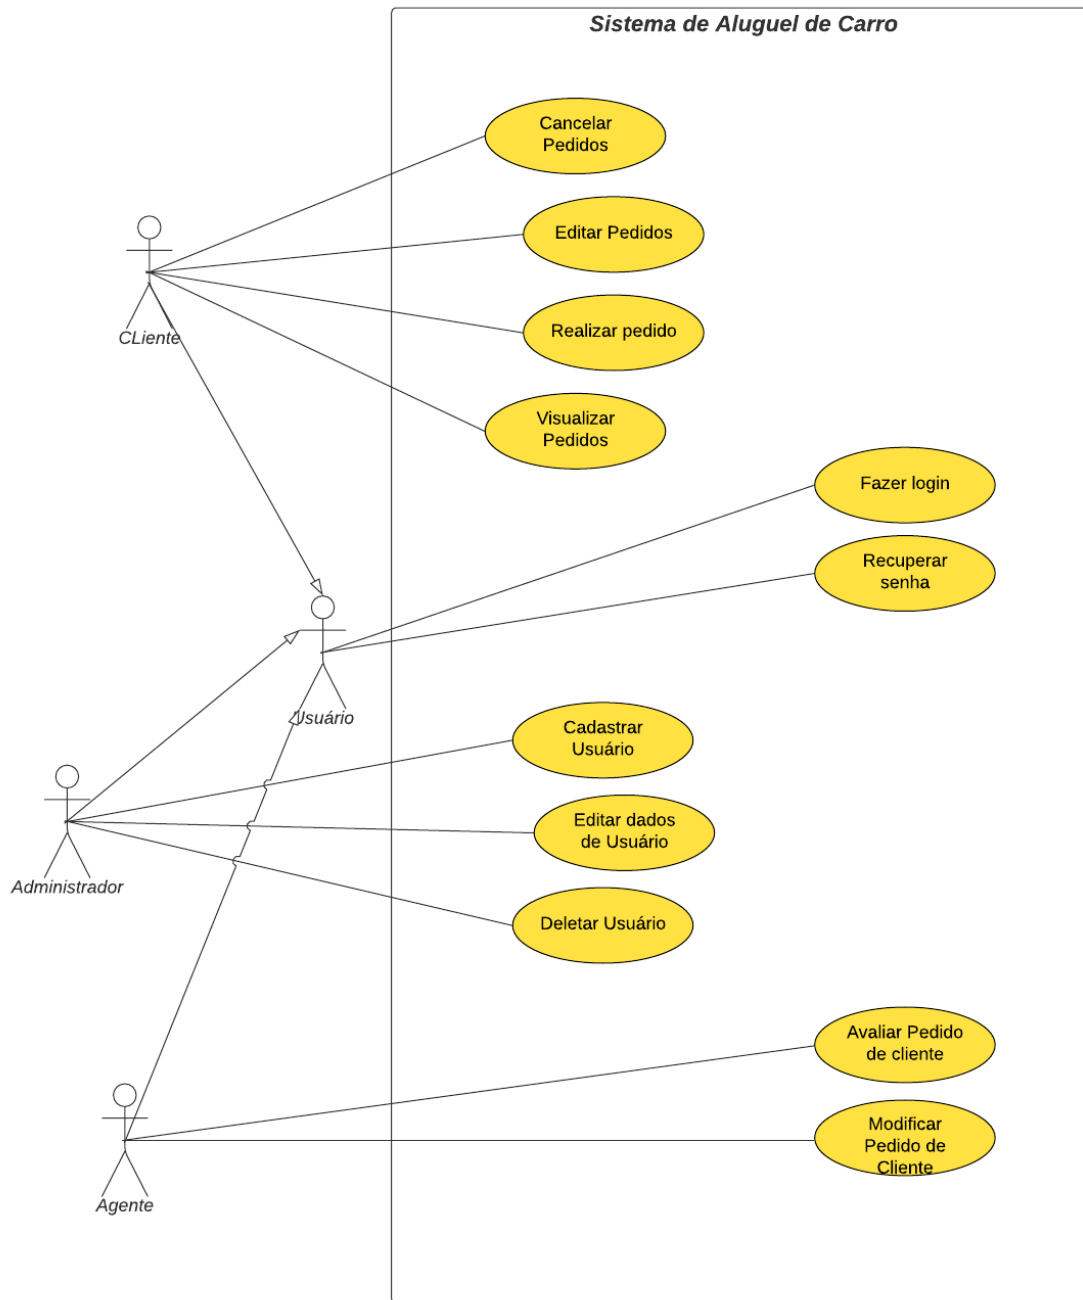 Sistema de Aluguel de Carro
Cancelar
Pedidos
Editar Pedidos
CLiente
Realizar pedido
Visualizar
Pedidos
Fazer login
Recuperar
senha
Usuário
Cadastrar
Usuário
Editar dados
de Usuário
Administrador
Deletar Usuário
Avaliar Pedido
de cliente
Modificar
Pedido de
Cliente
Agente